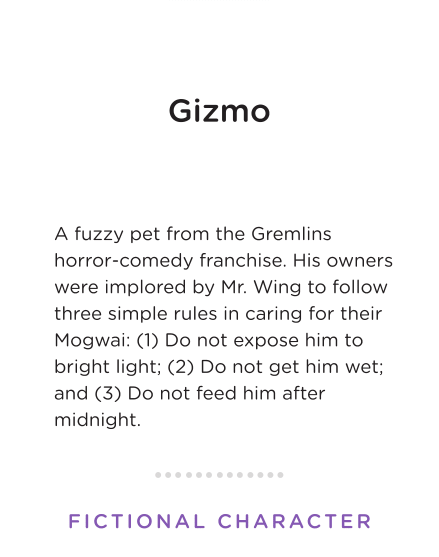 Gizmo
A fuzzy pet from the Gremlins
horror-comedy franchise. His owners
were implored by Mr. Wing to follow
three simple rules in caring for their
Mogwai: (1) Do not expose him to
bright light; (2) Do not get him wet;
and (3) Do not feed him after
midnight.
FICTIONAL CHARACTER